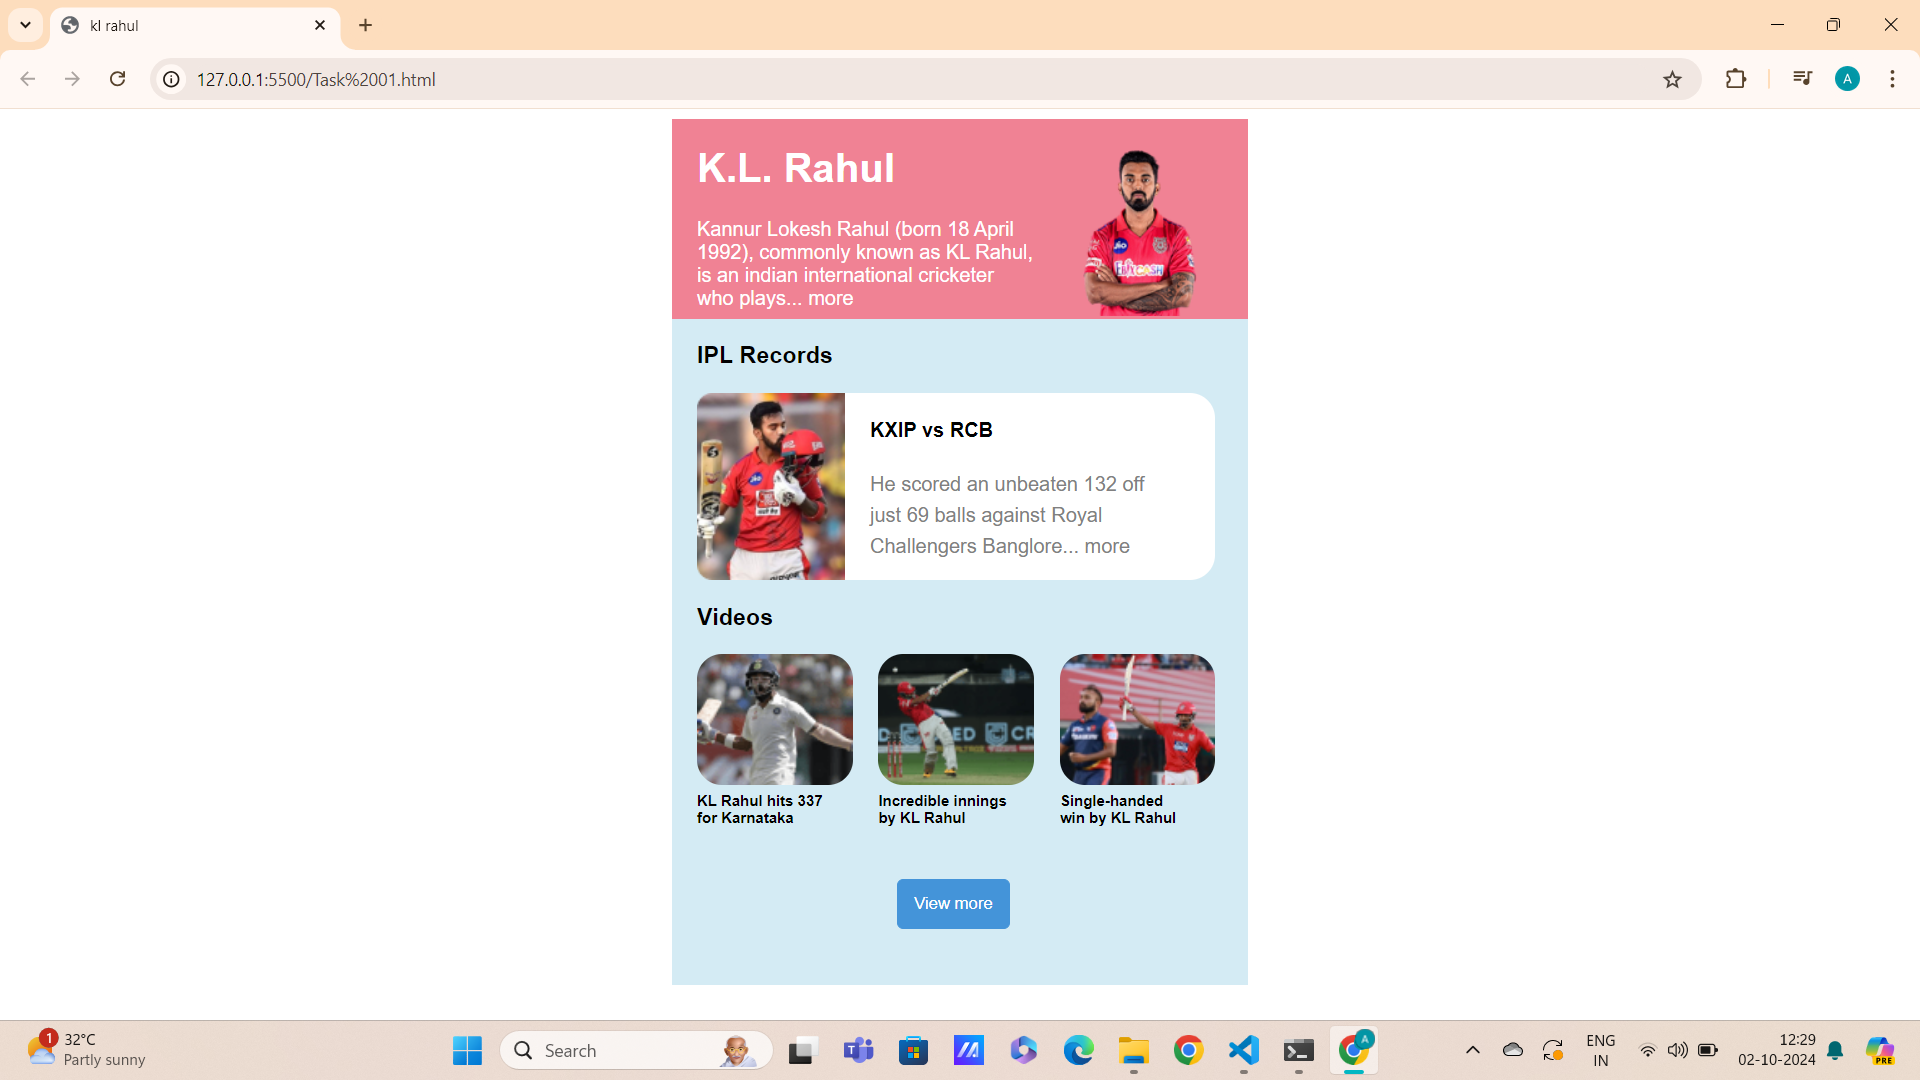 kl rahul
127.0.0.1:5500/Task%2001.html
A
K.L. Rahul
Kannur Lokesh Rahul (born 18 April
1992), commonly known as KL Rahul,
is an indian international cricketer
who plays... more
Jio
IPL Records
KXIP vs RCB
He scored an unbeaten 132 off
just 69 balls against Royal
Challengers Banglore... more
Jio
Videos
KL Rahul hits 337
for Karnataka
Incredible innings
by KL Rahul
Single-handed
win by KL Rahul
View more
1
32°C
Partly sunny
Search
A
ENG
IN
12:29
02-10-2024
PRE